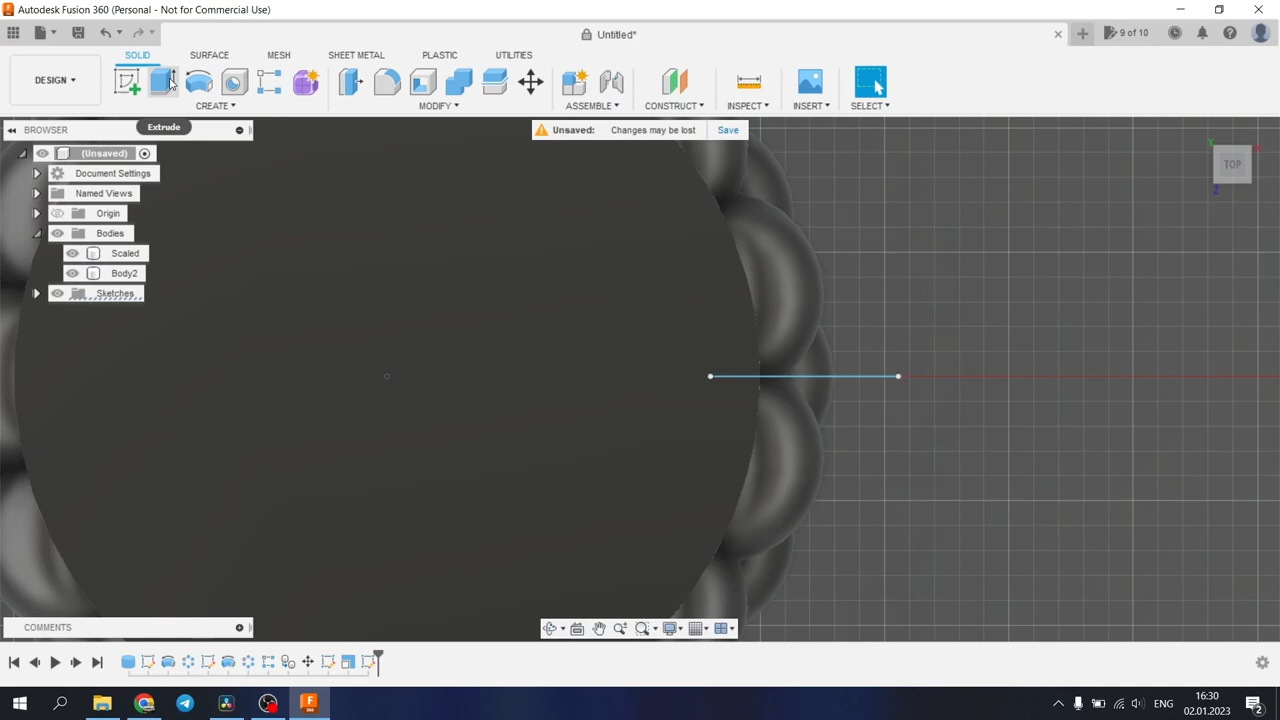 Autodesk Fusion 360 (Personal - Not for Commercial Use)
Untitled*
9 of 10
SOLID SURFACE MESH SHEET METAL PLASTIC UTILITIES
DESIGN
CREATE MODIFY ASSEMBLE CONSTRUCT INSPECT INSERT SELECT
BROWSER
Extrude
Unsaved: Changes may be lost Save
(Unsaved)
Document Settings
Named Views
Origin
Bodies
Scaled
Body2
Sketches
Y
X
TOP
Z
COMMENTS
F
360
ENG
16:30
02.01.2023
2